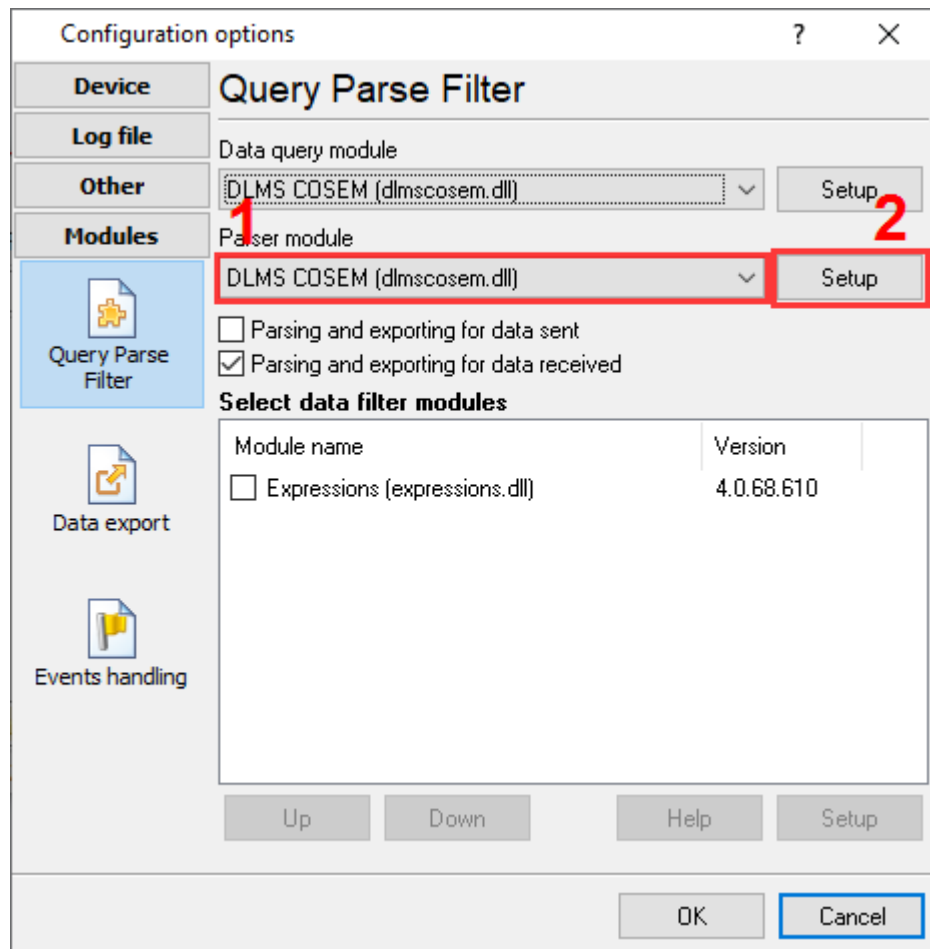 Configuration options
?
Device
Log file
Other
Modules
Query Parse
Filter
Data export
Events handling
Query Parse Filter
Data query module
DLMS COSEM (dlmscosem.dll)
Setup
1
2
Parser module
DLMS COSEM (dlmscosem.dll)
Setup
Parsing and exporting for data sent
Parsing and exporting for data received
Select data filter modules
Module name Version
Expressions (expressions.dll) 4.0.68.610
Up Down Help Setup
OK Cancel